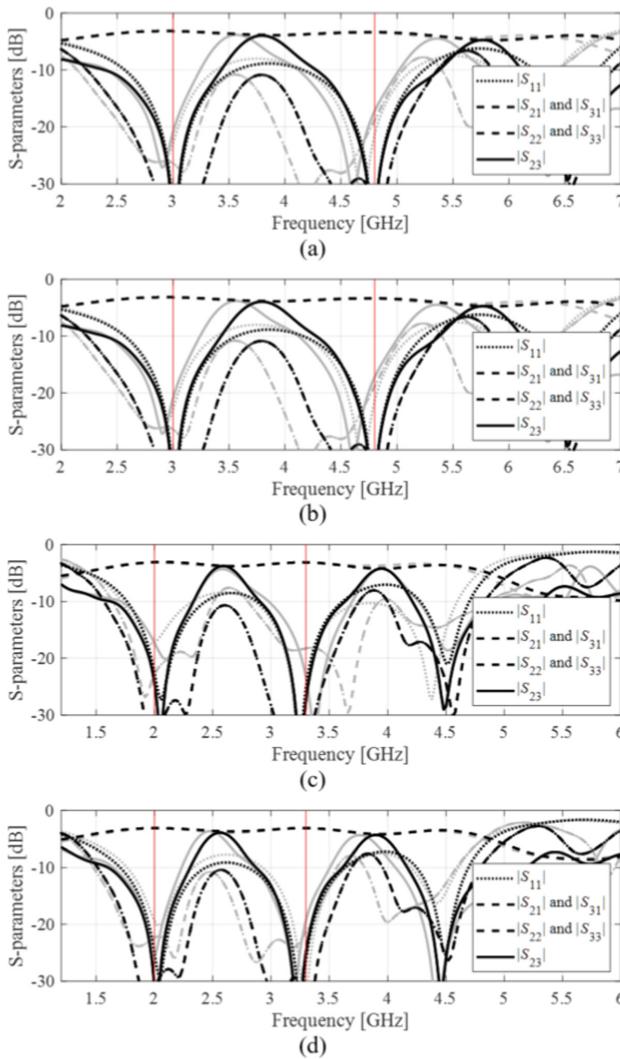 S-parameters [dB]
0
-10
-20
-30
|S11|
|S21| and |S31|
|S22| and |S33|
|S23|
2 2.5 3 3.5 4 4.5 5 5.5 6 6.5 7
Frequency [GHz]
(a)
S-parameters [dB]
0
-10
-20
-30
|S11|
|S21| and |S31|
|S22| and |S33|
|S23|
2 2.5 3 3.5 4 4.5 5 5.5 6 6.5 7
Frequency [GHz]
(b)
S-parameters [dB]
0
-10
-20
-30
|S11|
|S21| and |S31|
|S22| and |S33|
|S23|
1.5 2 2.5 3 3.5 4 4.5 5 5.5 6
Frequency [GHz]
(c)
S-parameters [dB]
0
-10
-20
-30
|S11|
|S21| and |S31|
|S22| and |S33|
|S23|
1.5 2 2.5 3 3.5 4 4.5 5 5.5 6
Frequency [GHz]
(d)